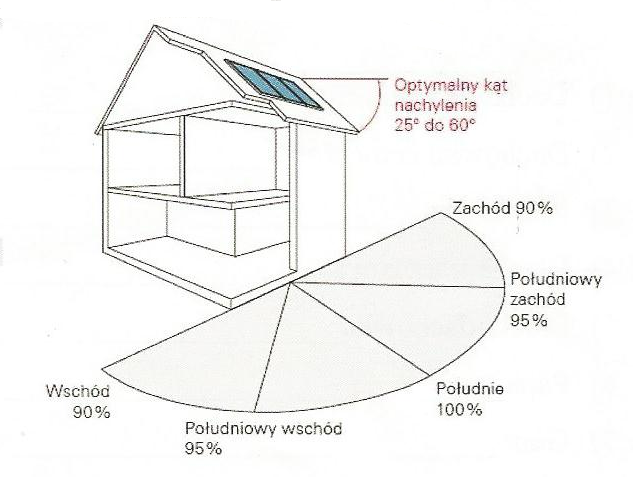 Optymalny kąt
nachylenia
25° do 60°
Zachód 90%
Południowy
zachód
95%
Południe
100%
Południowy wschód
95%
Wschód
90%